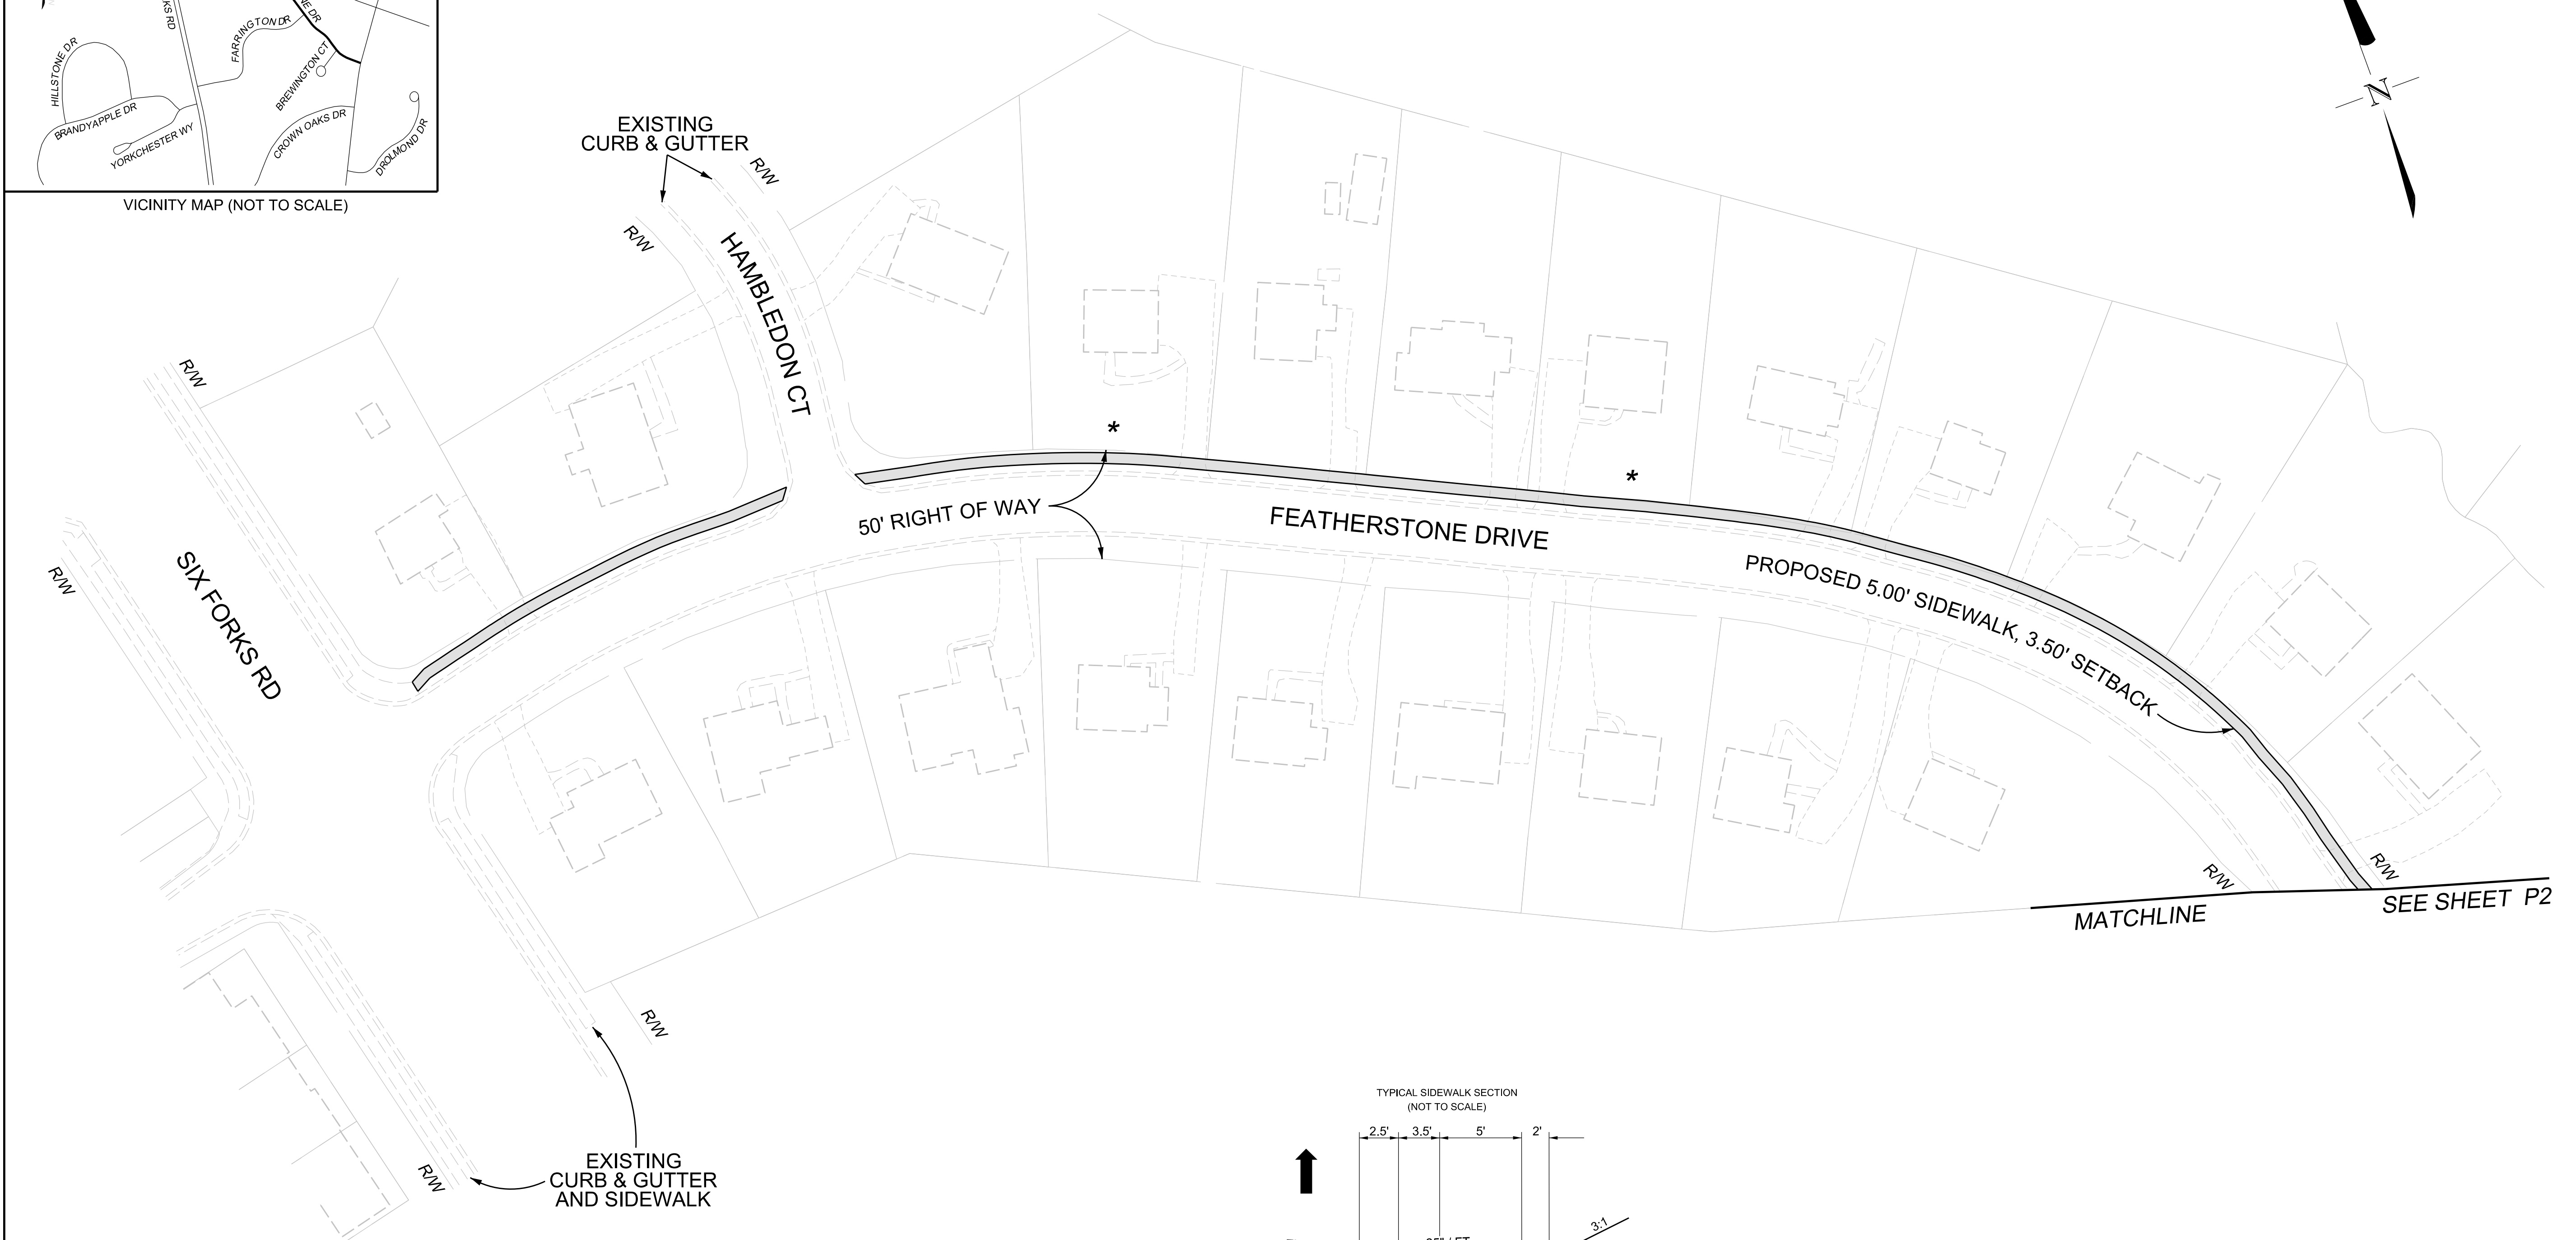 FARRINGTON DR
HILLSTONE DR
BREWINGTON CT
BRANDYAPPLE DR
YORKCHESTER WY
CROWN OAKS DR
DROLMOND DR
VICINITY MAP (NOT TO SCALE)
N
EXISTING
CURB & GUTTER
R/W
R/W
HAMBLEDON CT
R/W
*
*
50' RIGHT OF WAY
FEATHERSTONE DRIVE
R/W
SIX FORKS RD
PROPOSED 5.00' SIDEWALK, 3.50' SETBACK
R/W
R/W
MATCHLINE
SEE SHEET P2
R/W
EXISTING
CURB & GUTTER
AND SIDEWALK
R/W
TYPICAL SIDEWALK SECTION
(NOT TO SCALE)
2.5' 3.5' 5' 2'
3:1